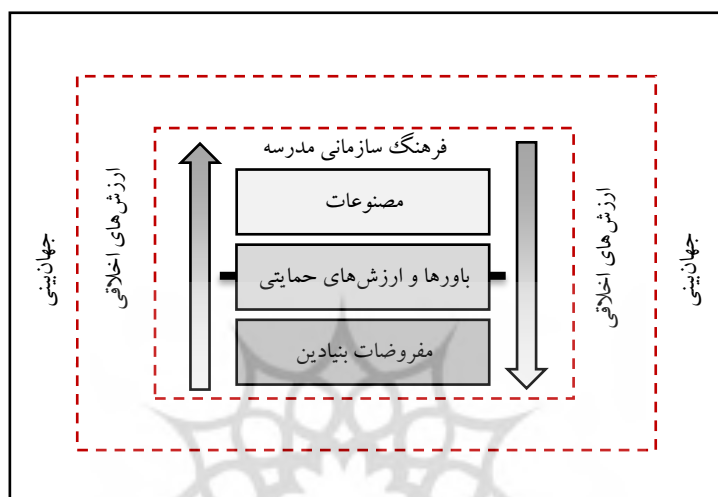 فرهنگ سازمانی مدرسه
مصنوعات
باورها و ارزش‌های حمایتی
مفروضات بنیادین
ارزش‌های اخلاقی
ارزش‌های اخلاقی
جهان‌بینی
جهان‌بینی